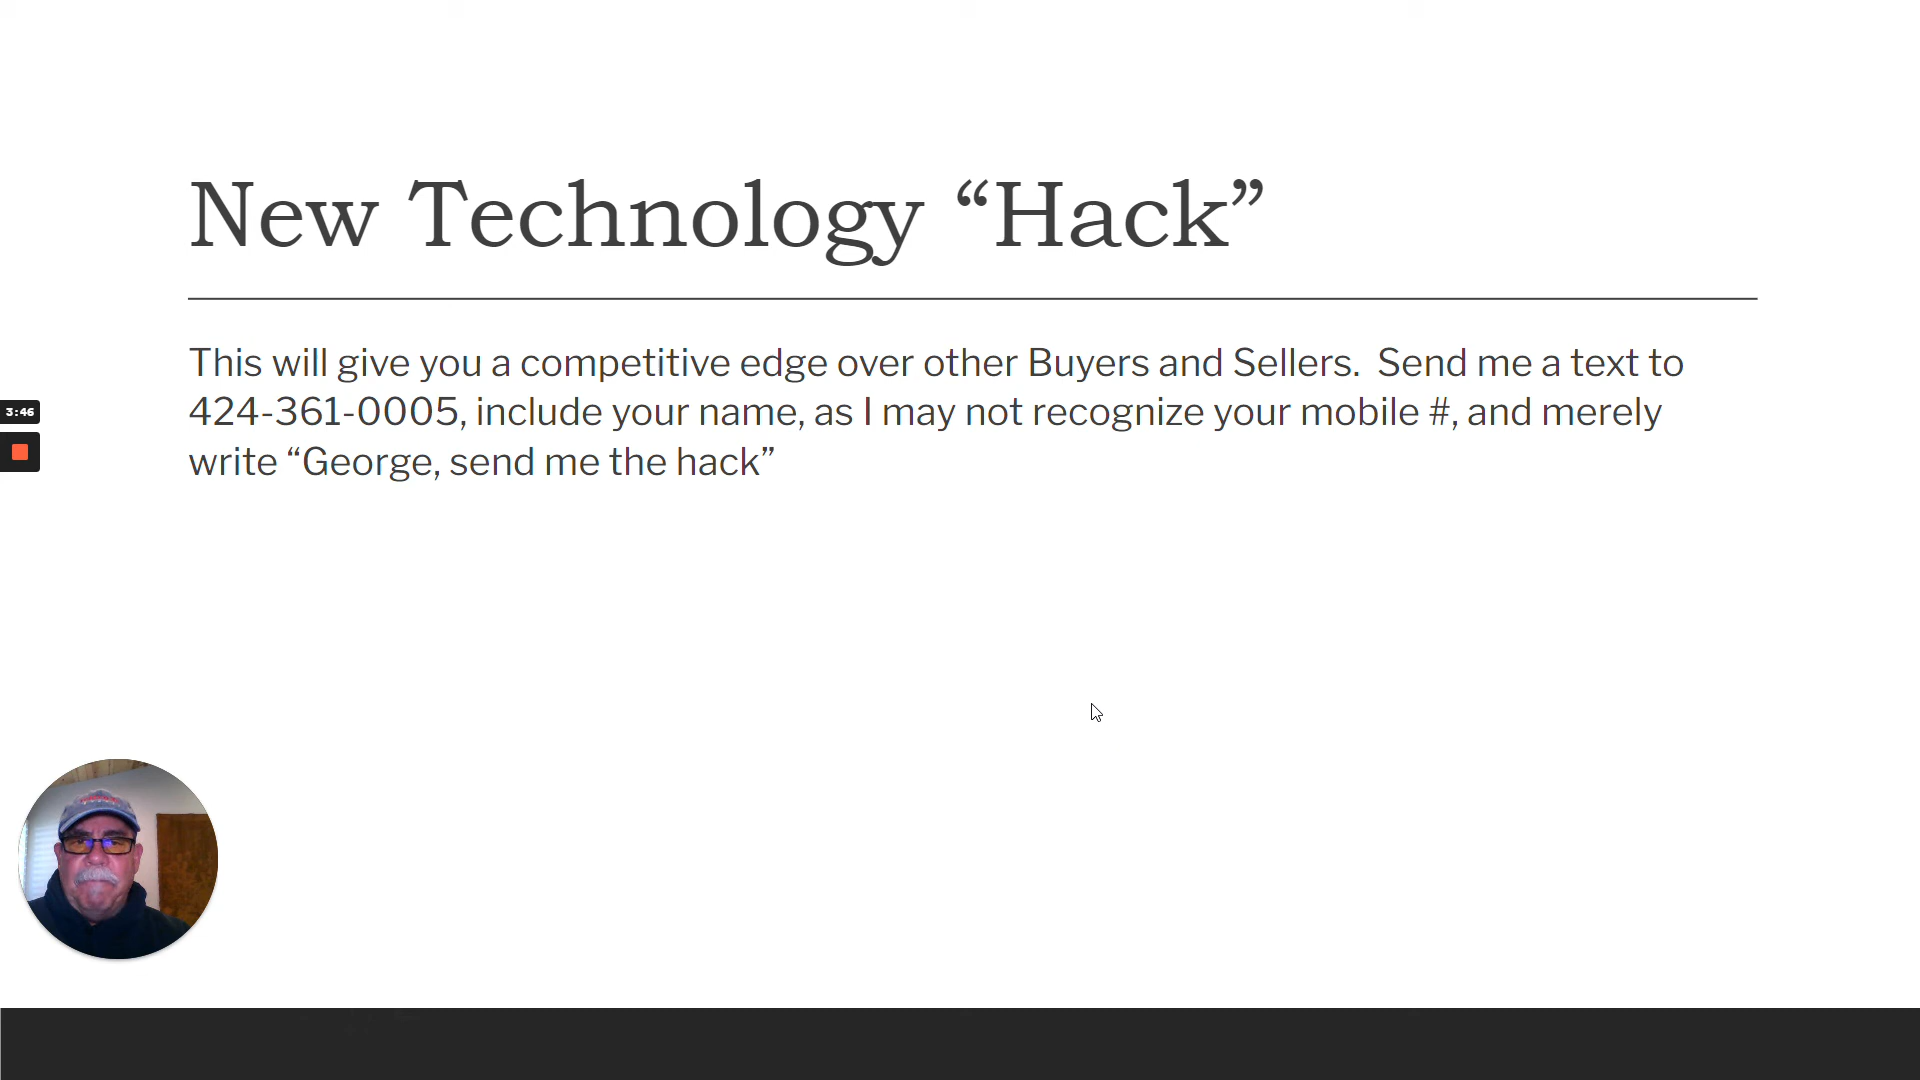 New Technology “Hack”
This will give you a competitive edge over other Buyers and Sellers.  Send me a text to
424-361-0005, include your name, as I may not recognize your mobile #, and merely
write “George, send me the hack”
3:46